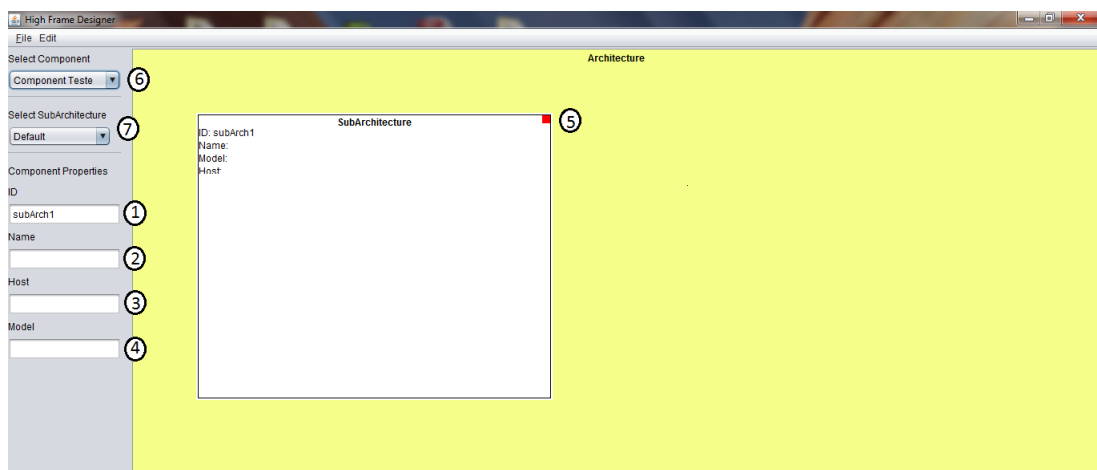 High Frame Designer
File Edit
Select Component
Architecture
Component Teste
6
Select SubArchitecture
7
Default
SubArchitecture
5
ID: subArch1
Name:
Model:
Host:
Component Properties
ID
subArch1
1
Name
2
Host
3
Model
4